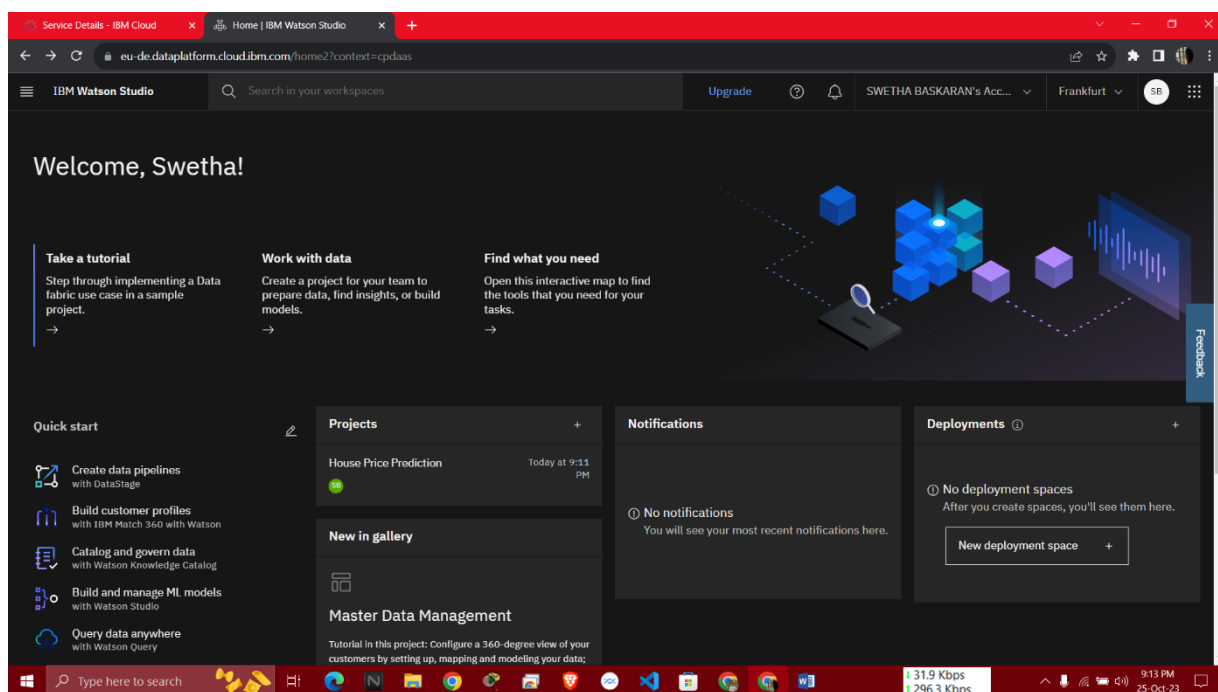 Service Details - IBM Cloud
Home | IBM Watson Studio
eu-de.dataplatform.cloud.ibm.com/home2?context=cpdaas
IBM Watson Studio
Search in your workspaces
Upgrade
SWETHA BASKARAN's Acc...
Frankfurt
SB
Welcome, Swetha!
Take a tutorial
Step through implementing a Data
fabric use case in a sample
project.
Work with data
Create a project for your team to
prepare data, find insights, or build
models.
Find what you need
Open this interactive map to find
the tools that you need for your
tasks.
Feedback
Quick start
Create data pipelines
with DataStage
Build customer profiles
with IBM Match 360 with Watson
Catalog and govern data
with Watson Knowledge Catalog
Build and manage ML models
with Watson Studio
Query data anywhere
with Watson Query
Projects
House Price Prediction
Today at 9:11
PM
SB
New in gallery
Master Data Management
Tutorial in this project: Configure a 360-degree view of your
customers by setting up, mapping and modeling your data;
Notifications
No notifications
You will see your most recent notifications here.
Deployments
No deployment spaces
After you create spaces, you'll see them here.
New deployment space +
Type here to search
31.9 Kbps
296.3 Kbps
9:13 PM
25-Oct-23